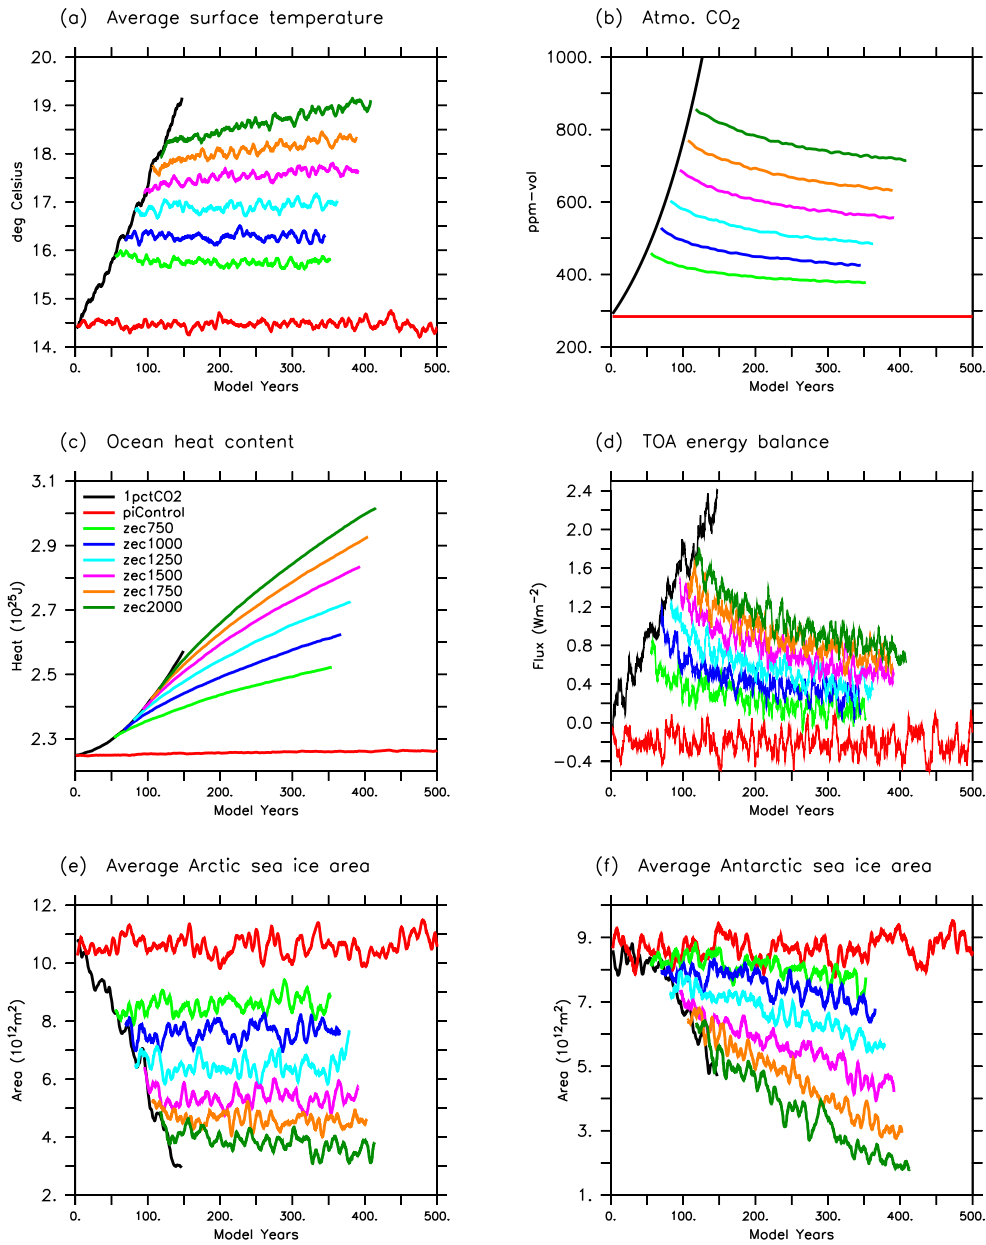 (a) Average surface temperature
20.
19.
18.
17.
16.
15.
14.
deg Celsius
0. 100. 200. 300. 400. 500.
Model Years
(b) Atmo. CO2
1000.
800.
600.
400.
200.
ppm-vol
0. 100. 200. 300. 400. 500.
Model Years
(c) Ocean heat content
3.1
2.9
2.7
2.5
2.3
Heat (10^25J)
1pctCO2
piControl
zec750
zec1000
zec1250
zec1500
zec1750
zec2000
0. 100. 200. 300. 400. 500.
Model Years
(d) TOA energy balance
2.4
2.0
1.6
1.2
0.8
0.4
0.0
-0.4
Flux (Wm-2)
0. 100. 200. 300. 400. 500.
Model Years
(e) Average Arctic sea ice area
12.
10.
8.
6.
4.
2.
Area (10^12m^2)
0. 100. 200. 300. 400. 500.
Model Years
(f) Average Antarctic sea ice area
9.
7.
5.
3.
1.
Area (10^12m^2)
0. 100. 200. 300. 400. 500.
Model Years